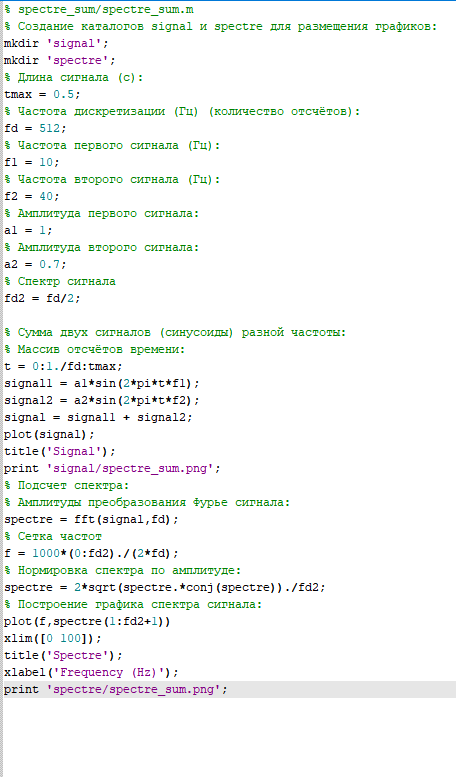 % spectre_sum/spectre_sum.m
% Создание каталогов signal и spectre для размещения графиков:
mkdir 'signal';
mkdir 'spectre';
% Длина сигнала (с):
tmax = 0.5;
% Частота дискретизации (Гц) (количество отсчётов):
fd = 512;
% Частота первого сигнала (Гц):
f1 = 10;
% Частота второго сигнала (Гц):
f2 = 40;
% Амплитуда первого сигнала:
a1 = 1;
% Амплитуда второго сигнала:
a2 = 0.7;
% Спектр сигнала
fd2 = fd/2;
% Сумма двух сигналов (синусоиды) разной частоты:
% Массив отсчётов времени:
t = 0:1./fd:tmax;
signal1 = a1*sin(2*pi*t*f1);
signal2 = a2*sin(2*pi*t*f2);
signal = signal1 + signal2;
plot(signal);
title('Signal');
print 'signal/spectre_sum.png';
% Подсчет спектра:
% Амплитуды преобразования Фурье сигнала:
spectre = fft(signal,fd);
% Сетка частот
f = 1000*(0:fd2)./(2*fd);
% Нормировка спектра по амплитуде:
spectre = 2*sqrt(spectre.*conj(spectre))./fd2;
% Построение графика спектра сигнала:
plot(f,spectre(1:fd2+1))
xlim([0 100]);
title('Spectre');
xlabel('Frequency (Hz)');
print 'spectre/spectre_sum.png';